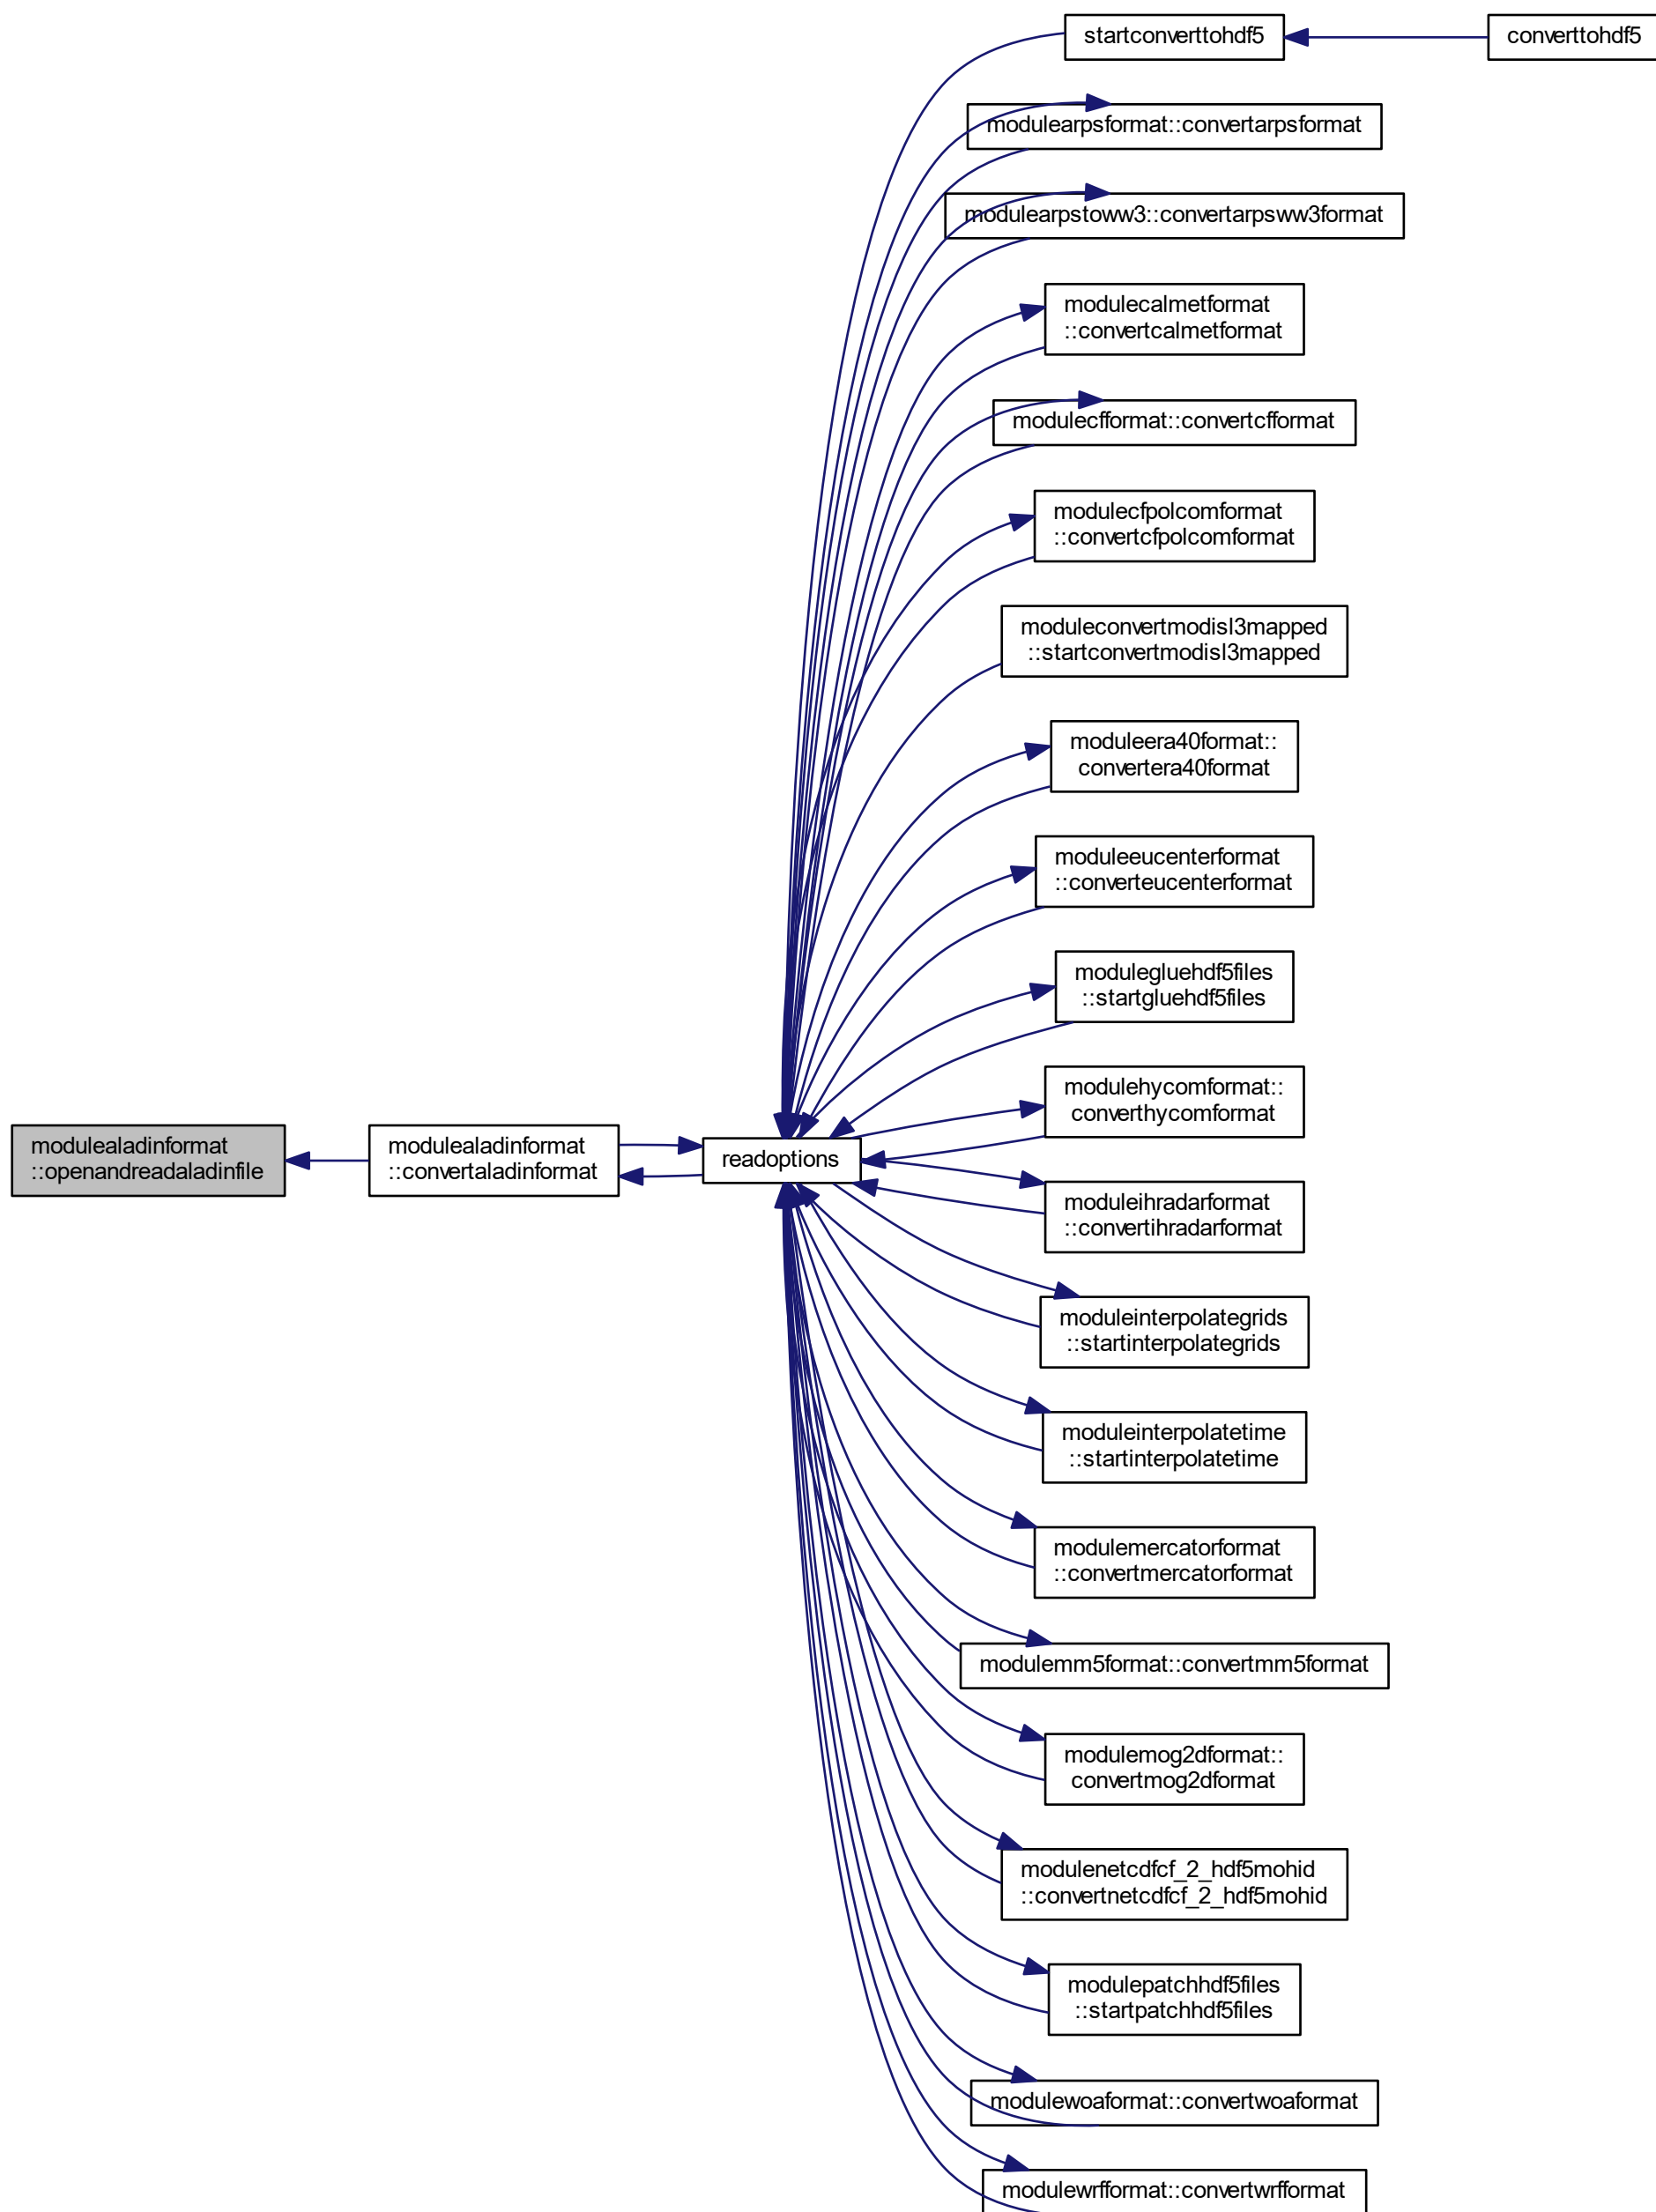 startconverttohdf5
converttohdf5
modulearpsformat::convertarpsformat
modulearpstoww3::convertarpsww3format
modulecalmetformat
::convertcalmetformat
modulecfformat::convertcfformat
modulecfpolcomformat
::convertcfpolcomformat
moduleconvertmodisl3mapped
::startconvertmodisl3mapped
moduleera40format::
convertera40format
moduleeucenterformat
::converteucenterformat
modulegluehdf5files
::startgluehdf5files
modulehycomformat::
converthycomformat
modulealadinformat
::openandreadaladinfile
modulealadinformat
::convertaladinformat
readoptions
moduleihradarformat
::convertihradarformat
moduleinterpolategrids
::startinterpolategrids
moduleinterpolatetime
::startinterpolatetime
modulemercatorformat
::convertmercatorformat
modulemm5format::convertmm5format
modulemog2dformat::
convertmog2dformat
modulenetcdfcf_2_hdf5mohid
::convertnetcdfcf_2_hdf5mohid
modulepatchhdf5files
::startpatchhdf5files
modulewoaformat::convertwoaformat
modulewrfformat::convertwrfformat